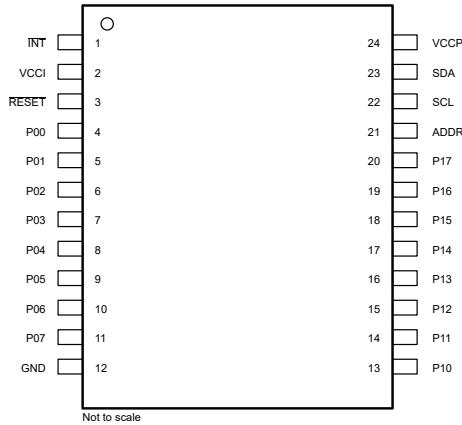 INT 1 24 VCCP
VCCI 2 23 SDA
RESET 3 22 SCL
P00 4 21 ADDR
P01 5 20 P17
P02 6 19 P16
P03 7 18 P15
P04 8 17 P14
P05 9 16 P13
P06 10 15 P12
P07 11 14 P11
GND 12 13 P10
Not to scale